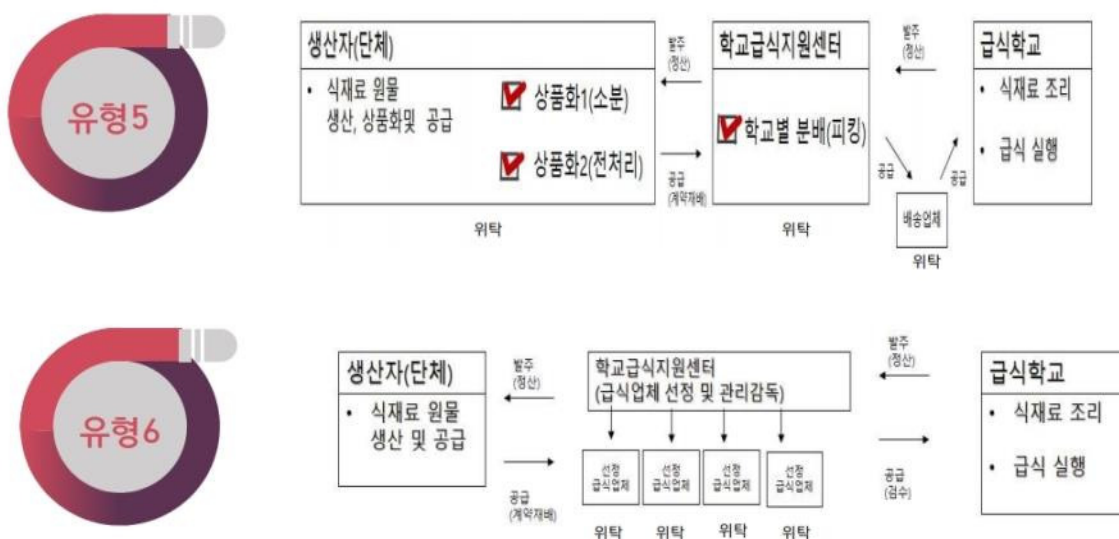 유형5
생산자(단체)
• 식재료 원물
생산, 상품화및 공급
상품화1(소분)
상품화2(전처리)
위탁
발주
(정산)
공급
(계약재배)
학교급식지원센터
학교별 분배(피킹)
위탁
발주
(정산)
공급
공급
배송업체
위탁
급식학교
• 식재료 조리
• 급식 실행
유형6
생산자(단체)
• 식재료 원물
생산 및 공급
발주
(정산)
공급
(계약재배)
학교급식지원센터
(급식업체 선정 및 관리감독)
선정
급식업체
선정
급식업체
선정
급식업체
선정
급식업체
위탁
위탁
위탁
위탁
발주
(정산)
공급
(검수)
급식학교
• 식재료 조리
• 급식 실행